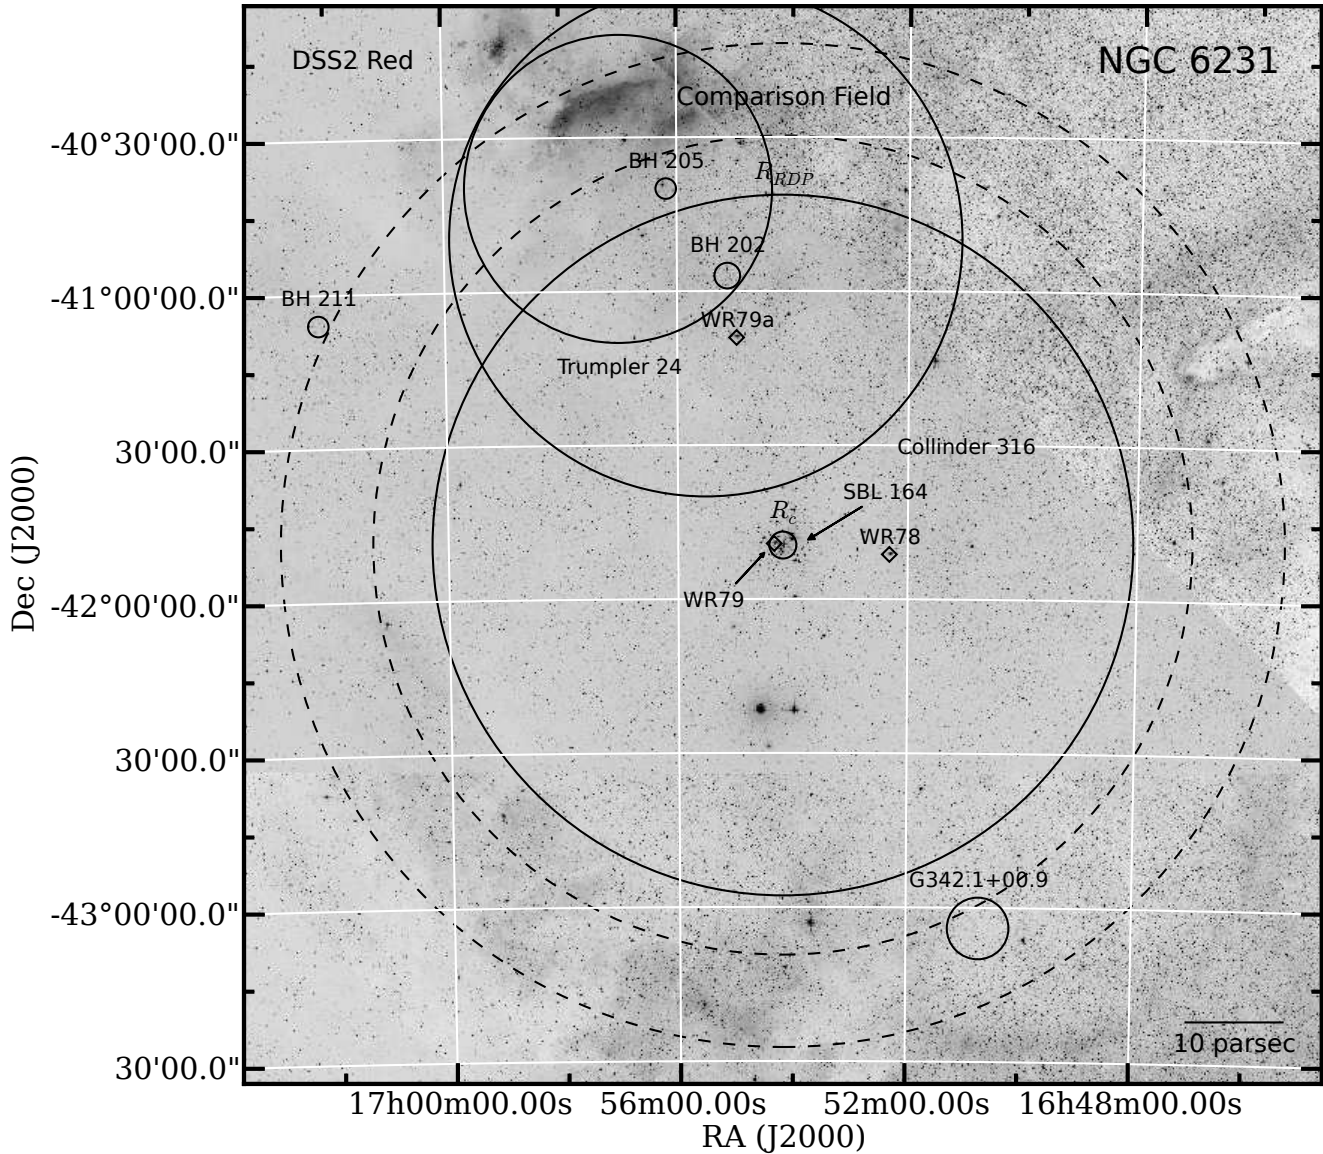 DSS2 Red
NGC 6231
Comparison Field
-40°30'00.0"
BH 205
R_RDP
BH 202
-41°00'00.0"
BH 211
WR79a
Trumpler 24
30'00.0"
Collinder 316
SBL 164
R_c
WR78
WR79
-42°00'00.0"
Dec (J2000)
30'00.0"
G342.1+00.9
-43°00'00.0"
10 parsec
30'00.0"
17h00m00.00s 56m00.00s 52m00.00s 16h48m00.00s
RA (J2000)